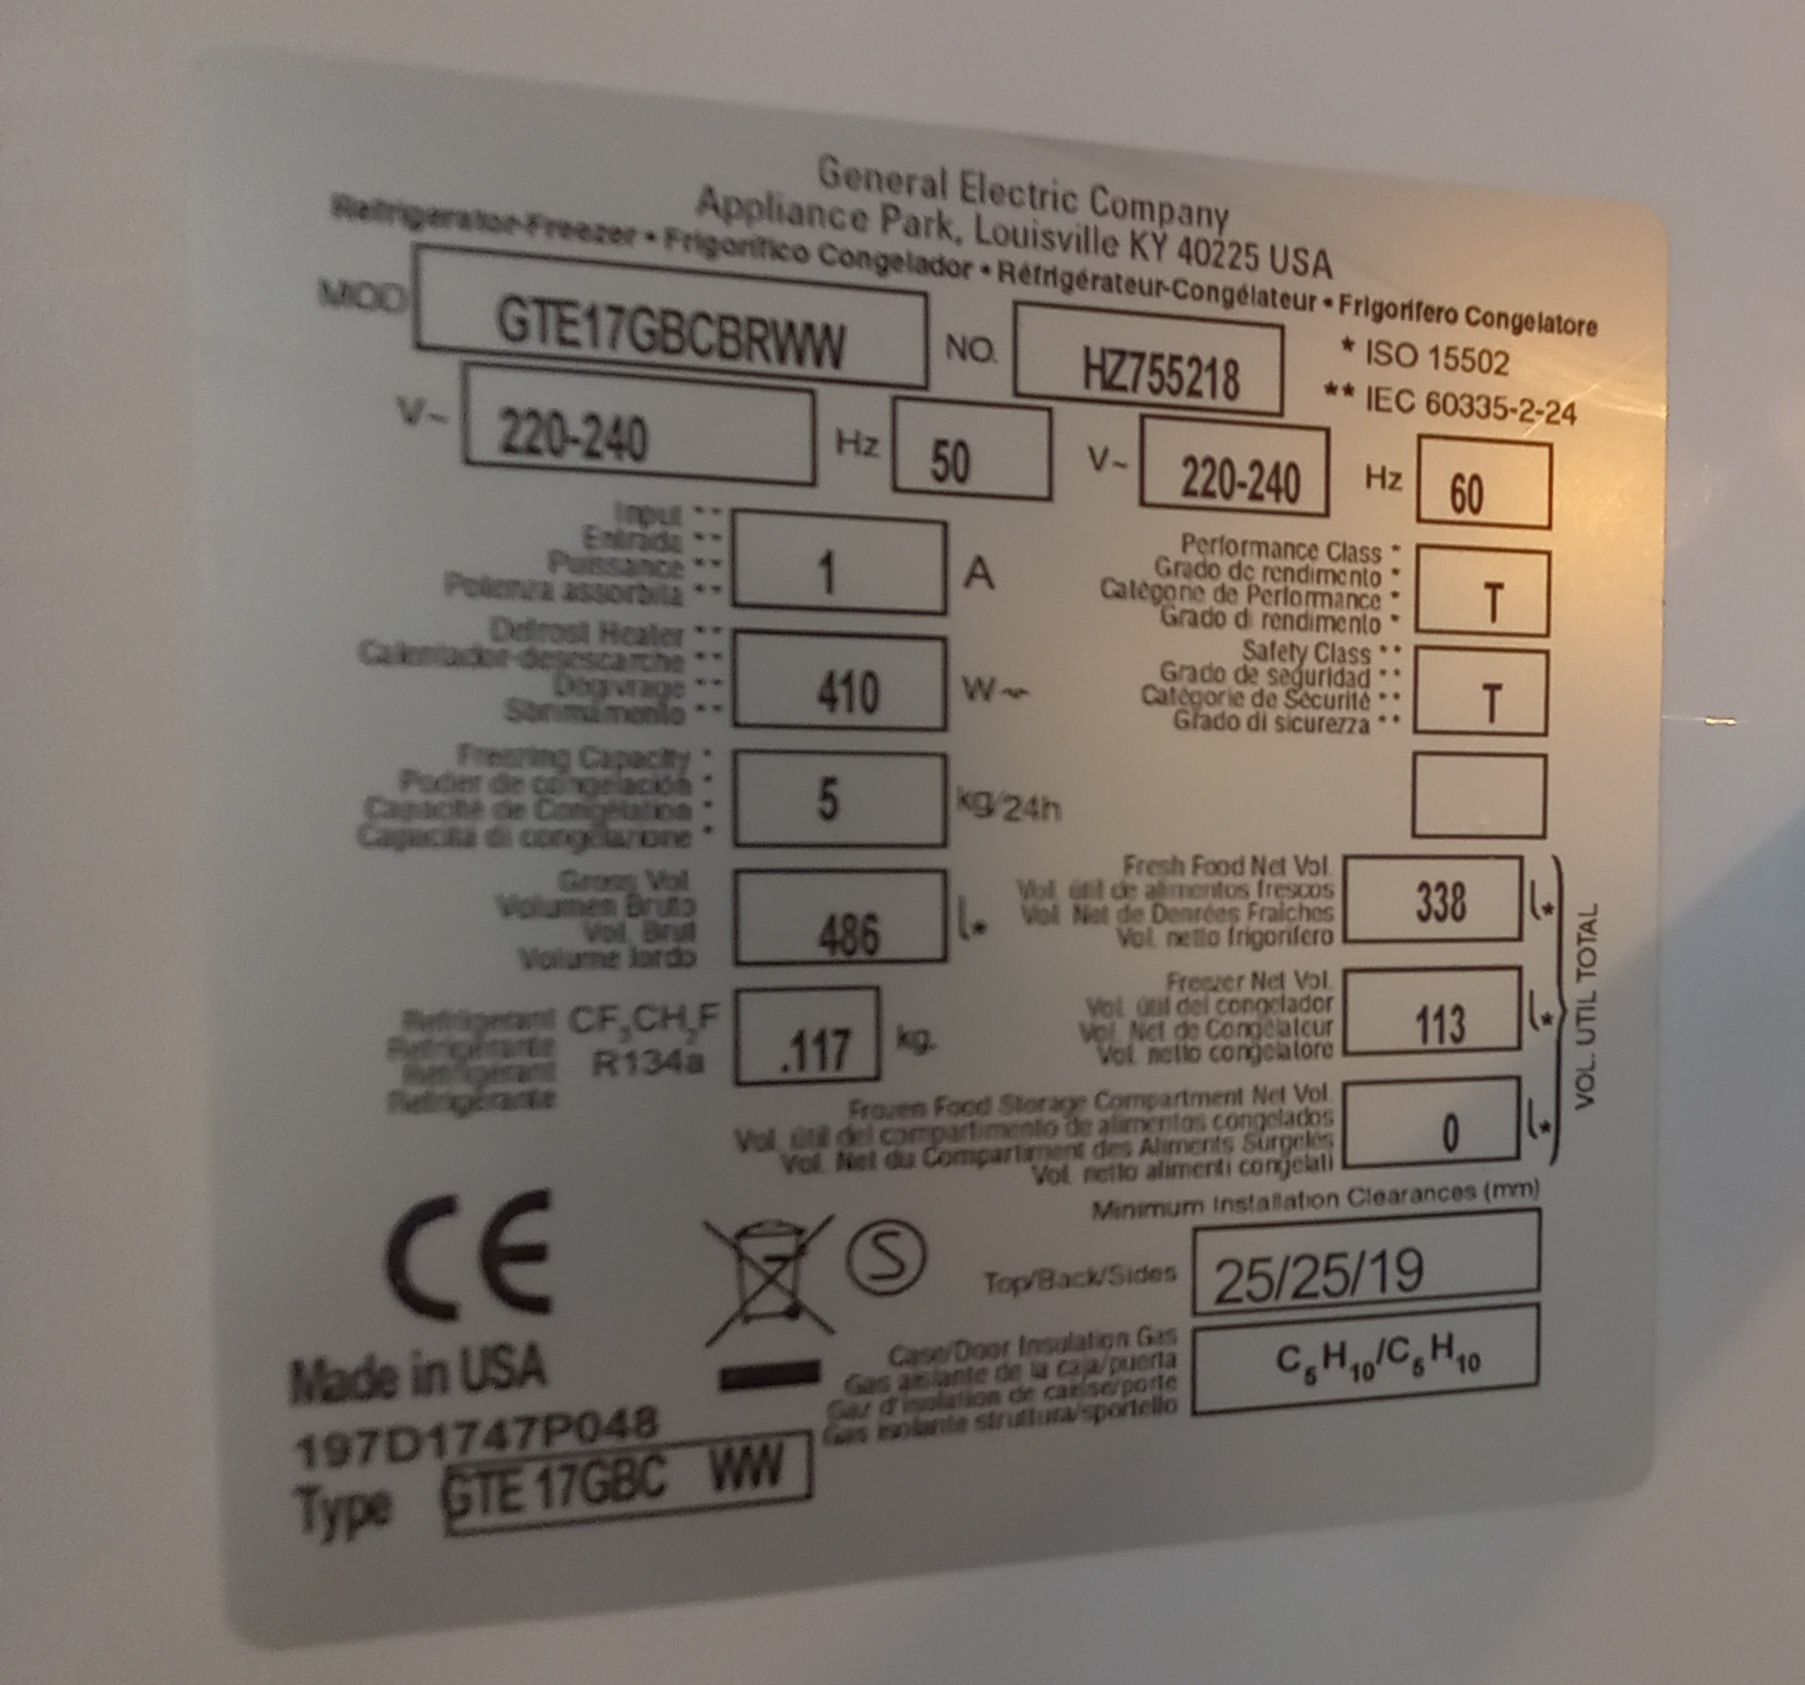 General Electric Company
Appliance Park, Louisville KY 40225 USA
Refrigerator-Freezer • Frigorifico Congelador • Réfrigérateur-Congélateur • Frigorifero Congelatore
MOD GTE17GBCBRWW NO. HZ755218 * ISO 15502
** IEC 60335-2-24
V~ 220-240 Hz 50 V~ 220-240 Hz 60
Input **
Entrada **
Puissance **
Potenza assorbita **
1 A
Performance Class *
Grado de rendimento *
Catégorie de Performance *
Grado di rendimento *
T
Defrost Heater **
Calentador-desescarche **
Dégivrage **
Sbrinamento **
410 W~
Safety Class **
Grado de seguridad **
Catégorie de Sécurité **
Grado di sicurezza **
T
Freezing Capacity *
Poder de congelación *
Capacité de Congélation *
Capacità di congelazione *
5 kg/24h
Gross Vol.
Volumen Bruto
Vol. Brut
Volume lordo
486 l*
Fresh Food Net Vol.
Vol. útil de alimentos frescos
Vol. Net de Denrées Fraîches
Vol. netto frigorifero
338 l*
Refrigerant CF3CH2F
Refrigerante R134a
Refrigerant
Refrigerante
.117 kg.
Freezer Net Vol.
Vol. útil del congelador
Vol. Net de Congélateur
Vol. netto congelatore
113 l*
Frozen Food Storage Compartment Net Vol.
Vol. útil del compartimento de alimentos congelados
Vol. Net du Compartiment des Aliments Surgelés
Vol. netto alimenti congelati
0 l*
VOL. UTIL TOTAL
CE
S
Minimum Installation Clearances (mm)
Top/Back/Sides 25/25/19
Case/Door Insulation Gas
Gas aislante de la caja/puerta
Gaz d'isolation de caisse/porte
Gas isolante struttura/sportello
C5H10/C5H10
Made in USA
197D1747P048
Type GTE17GBC WW